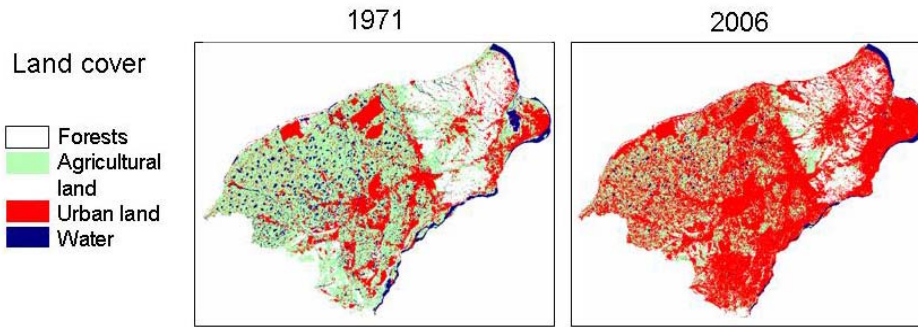 1971
2006
Land cover
Forests
Agricultural
land
Urban land
Water